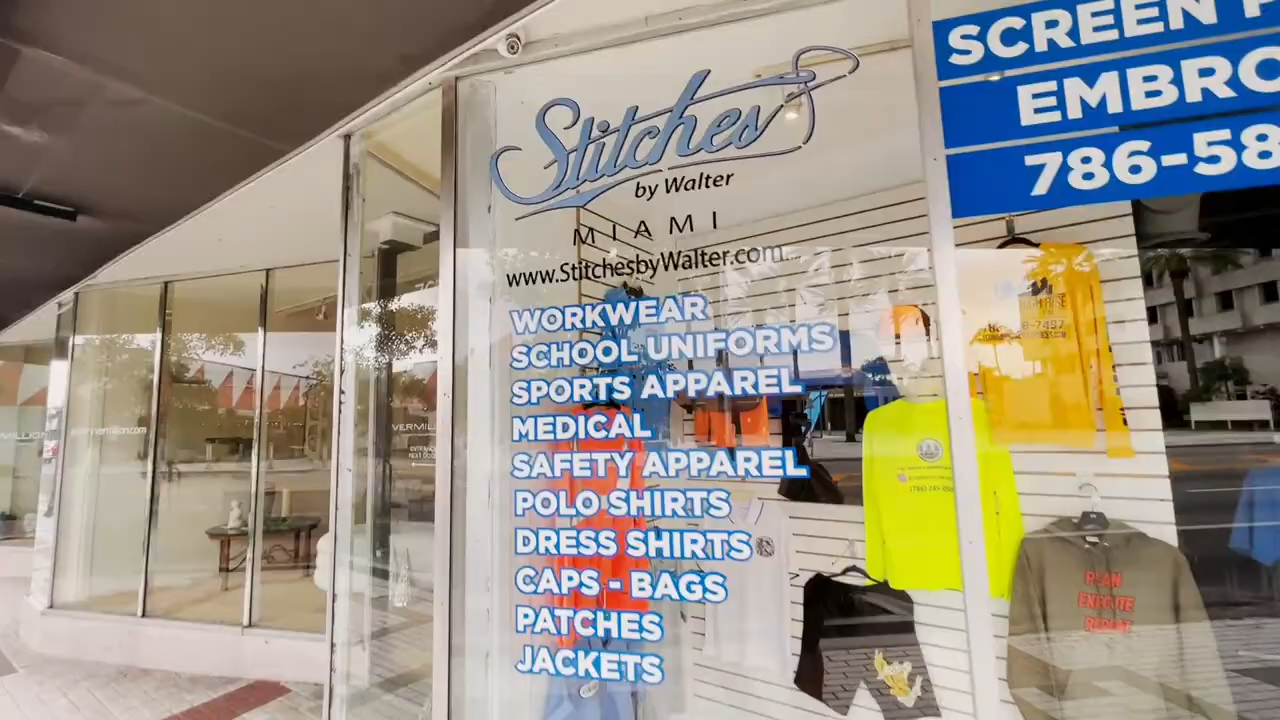 Stitches
by Walter
MIAMI
www.StitchesbyWalter.com
WORKWEAR
SCHOOL UNIFORMS
SPORTS APPAREL
MEDICAL
SAFETY APPAREL
POLO SHIRTS
DRESS SHIRTS
CAPS - BAGS
PATCHES
JACKETS
SCREEN P
EMBRO
786-58
PLAN
EXECUTE
REPEAT
VERMILLION